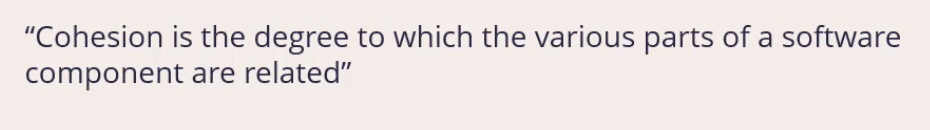 “Cohesion is the degree to which the various parts of a software
component are related”